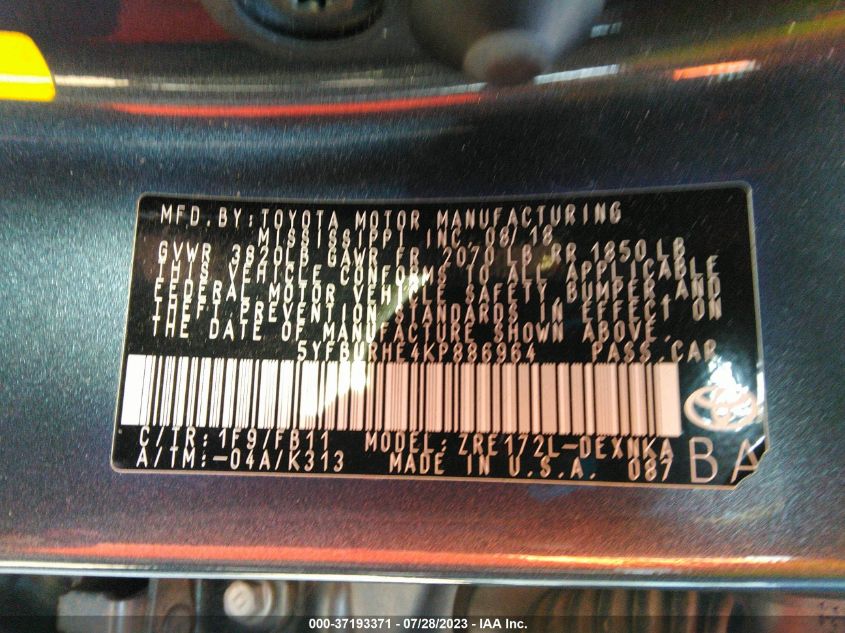 MFD. BY: TOYOTA MOTOR MANUFACTURING
MISSISSIPPI INC. 08/18
GVWR 3820LB GAWR FR 2070 LB RR 1850 LB
THIS VEHICLE CONFORMS TO ALL APPLICABLE
FEDERAL MOTOR VEHICLE SAFETY, BUMPER AND
THEFT PREVENTION STANDARDS IN EFFECT ON
THE DATE OF MANUFACTURE SHOWN ABOVE.
5YFBURHE4KP886964 PASS.CAR
C/TR: 1F9/FB11 MODEL: ZRE172L-DEXNKA
A/TM: -04A/K313 MADE IN U.S.A. 087
BA
000-37193371 / 07/28/2023 - IAA Inc.